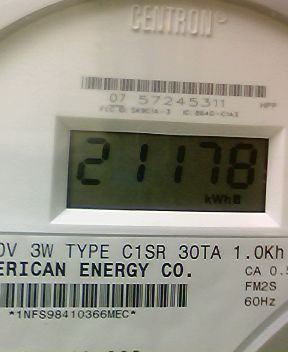 CENTRON
07 57245311
HPP
21178
kWh
0V 3W TYPE C1SR 30TA 1.0Kh
ERICAN ENERGY CO.
CA 0.5
FM2S
60Hz
*1NFS98410366MEC*